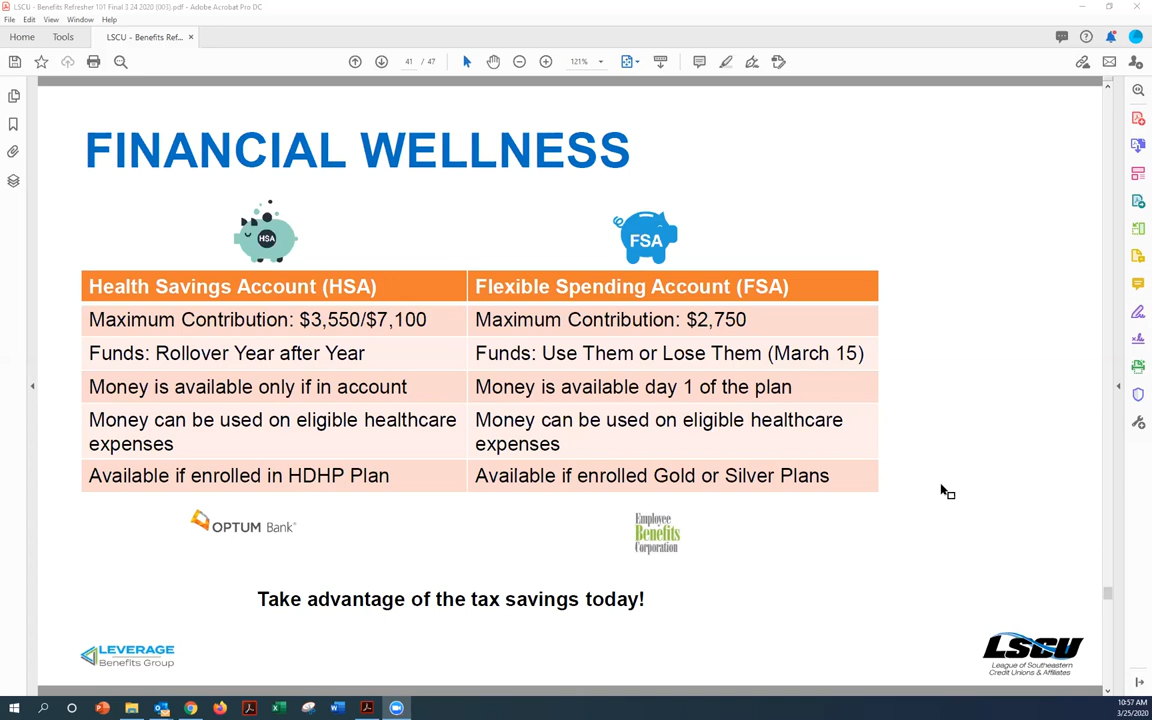 LSCU - Benefits Refresher 101 Final 3 24 2020 (001).pdf - Adobe Acrobat Pro DC
File Edit View Window Help
Home Tools LSCU - Benefits Ref... ×
41 / 47 121%
FINANCIAL WELLNESS
HSA
FSA
Health Savings Account (HSA) Flexible Spending Account (FSA)
Maximum Contribution: $3,550/$7,100 Maximum Contribution: $2,750
Funds: Rollover Year after Year Funds: Use Them or Lose Them (March 15)
Money is available only if in account Money is available day 1 of the plan
Money can be used on eligible healthcare Money can be used on eligible healthcare
expenses expenses
Available if enrolled in HDHP Plan Available if enrolled Gold or Silver Plans
OPTUM Bank®
Employee
Benefits
Corporation
Take advantage of the tax savings today!
LEVERAGE
Benefits Group
LSCU
League of Southeastern
Credit Unions & Affiliates
10:57 AM
3/25/2020